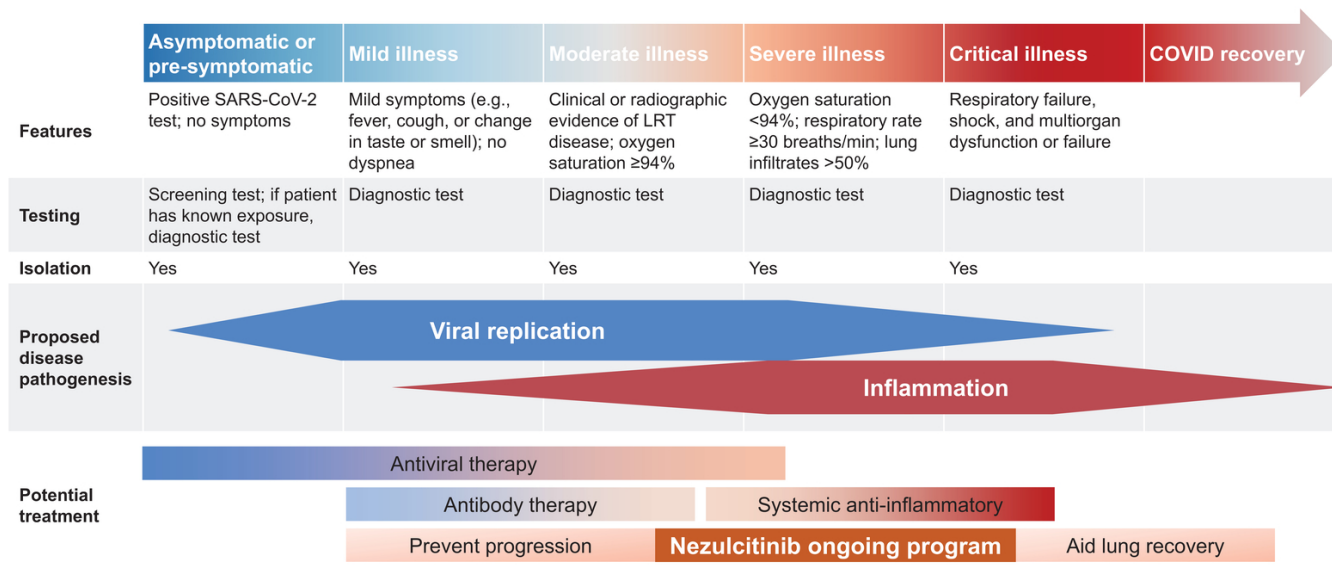 Asymptomatic or
pre-symptomatic
Mild illness
Moderate illness
Severe illness
Critical illness
COVID recovery
Features
Positive SARS-CoV-2
test; no symptoms
Mild symptoms (e.g.,
fever, cough, or change
in taste or smell); no
dyspnea
Clinical or radiographic
evidence of LRT
disease; oxygen
saturation ≥94%
Oxygen saturation
<94%; respiratory rate
≥30 breaths/min; lung
infiltrates >50%
Respiratory failure,
shock, and multiorgan
dysfunction or failure
Testing
Screening test; if patient
has known exposure,
diagnostic test
Diagnostic test
Diagnostic test
Diagnostic test
Diagnostic test
Isolation
Yes
Yes
Yes
Yes
Yes
Proposed
disease
pathogenesis
Viral replication
Inflammation
Potential
treatment
Antiviral therapy
Antibody therapy
Systemic anti-inflammatory
Prevent progression
Nezulcitinib ongoing program
Aid lung recovery